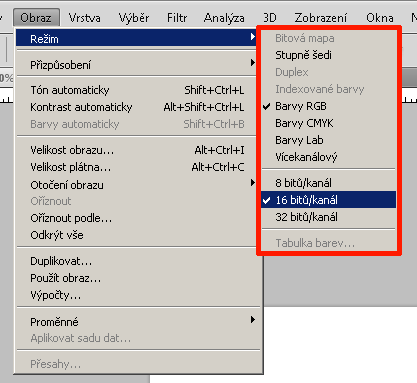 Obraz Vrstva Výběr Filtr Analýza 3D Zobrazení Okna
Režim
Přizpůsobení
Tón automaticky Shift+Ctrl+L
Kontrast automaticky Alt+Shift+Ctrl+L
Barvy automaticky Shift+Ctrl+B
Velikost obrazu... Alt+Ctrl+I
Velikost plátna... Alt+Ctrl+C
Otočení obrazu
Oříznout
Oříznout podle...
Odkrýt vše
Duplikovat...
Použít obraz...
Výpočty...
Proměnné
Aplikovat sadu dat...
Přesahy...
Bitová mapa
Stupně šedi
Duplex
Indexované barvy
Barvy RGB
Barvy CMYK
Barvy Lab
Vícekanálový
8 bitů/kanál
16 bitů/kanál
32 bitů/kanál
Tabulka barev...